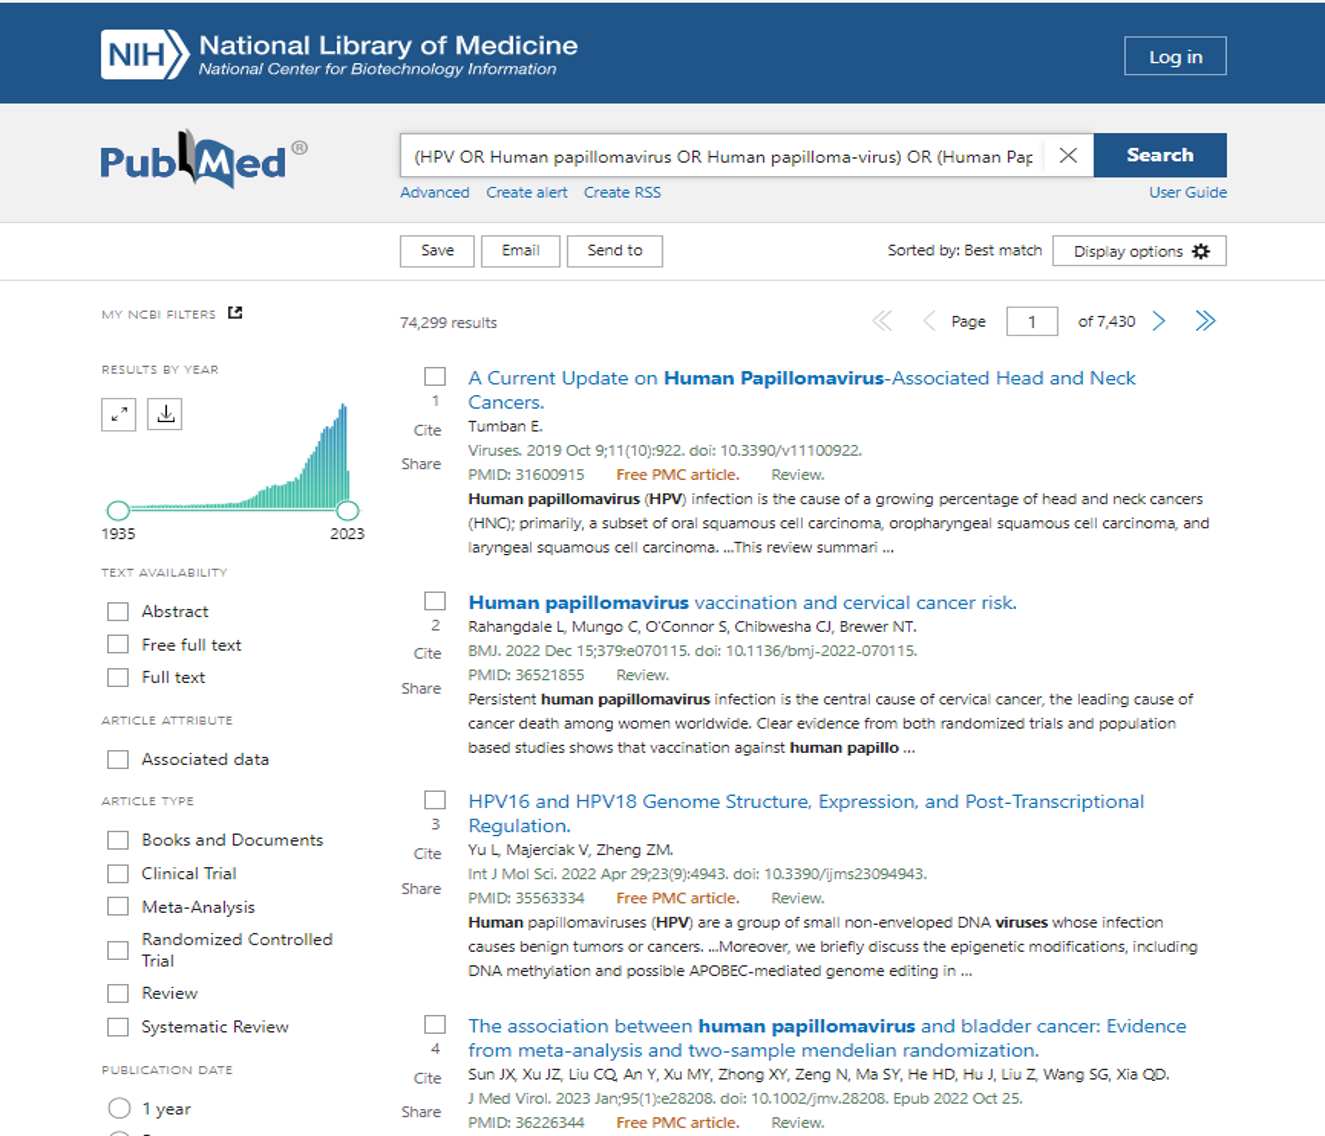 NIH National Library of Medicine
National Center for Biotechnology Information
Log in
PubMed®
(HPV OR Human papillomavirus OR Human papilloma-virus) OR (Human Pap
Search
Advanced Create alert Create RSS
User Guide
Save Email Send to
Sorted by: Best match
Display options
MY NCBI FILTERS
RESULTS BY YEAR
1935 2023
TEXT AVAILABILITY
Abstract
Free full text
Full text
ARTICLE ATTRIBUTE
Associated data
ARTICLE TYPE
Books and Documents
Clinical Trial
Meta-Analysis
Randomized Controlled
Trial
Review
Systematic Review
PUBLICATION DATE
1 year
74,299 results
Page 1 of 7,430
1
Cite
Share
A Current Update on Human Papillomavirus-Associated Head and Neck
Cancers.
Tumban E.
Viruses. 2019 Oct 9;11(10):922. doi: 10.3390/v11100922.
PMID: 31600915 Free PMC article. Review.
Human papillomavirus (HPV) infection is the cause of a growing percentage of head and neck cancers
(HNC); primarily, a subset of oral squamous cell carcinoma, oropharyngeal squamous cell carcinoma, and
laryngeal squamous cell carcinoma. ...This review summari ...
2
Cite
Share
Human papillomavirus vaccination and cervical cancer risk.
Rahangdale L, Mungo C, O'Connor S, Chibwesha CJ, Brewer NT.
BMJ. 2022 Dec 15;379:e070115. doi: 10.1136/bmj-2022-070115.
PMID: 36521855 Review.
Persistent human papillomavirus infection is the central cause of cervical cancer, the leading cause of
cancer death among women worldwide. Clear evidence from both randomized trials and population
based studies shows that vaccination against human papillo ...
3
Cite
Share
HPV16 and HPV18 Genome Structure, Expression, and Post-Transcriptional
Regulation.
Yu L, Majerciak V, Zheng ZM.
Int J Mol Sci. 2022 Apr 29;23(9):4943. doi: 10.3390/ijms23094943.
PMID: 35563334 Free PMC article. Review.
Human papillomaviruses (HPV) are a group of small non-enveloped DNA viruses whose infection
causes benign tumors or cancers. ...Moreover, we briefly discuss the epigenetic modifications, including
DNA methylation and possible APOBEC-mediated genome editing in ...
4
Cite
Share
The association between human papillomavirus and bladder cancer: Evidence
from meta-analysis and two-sample mendelian randomization.
Sun JX, Xu JZ, Liu CQ, An Y, Xu MY, Zhong XY, Zeng N, Ma SY, He HD, Hu J, Liu Z, Wang SG, Xia QD.
J Med Virol. 2023 Jan;95(1):e28208. doi: 10.1002/jmv.28208. Epub 2022 Oct 25.
PMID: 36226344 Free PMC article. Review.